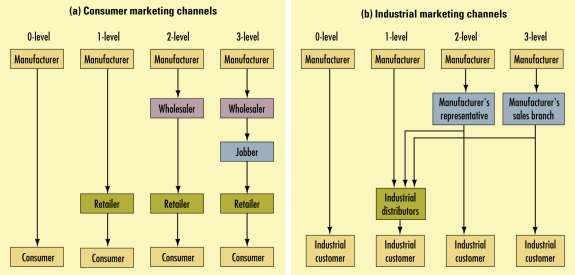 (a) Consumer marketing channels
0-level 1-level 2-level 3-level
Manufacturer Manufacturer Manufacturer Manufacturer
Wholesaler Wholesaler
Jobber
Retailer Retailer Retailer
Consumer Consumer Consumer Consumer
(b) Industrial marketing channels
0-level 1-level 2-level 3-level
Manufacturer Manufacturer Manufacturer Manufacturer
Manufacturer's
representative
Manufacturer's
sales branch
Industrial
distributors
Industrial
customer
Industrial
customer
Industrial
customer
Industrial
customer